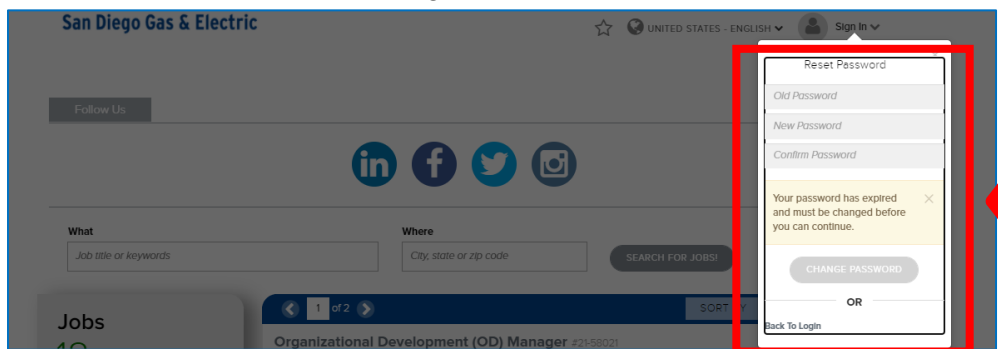 San Diego Gas & Electric
UNITED STATES - ENGLISH
Sign In
Reset Password
Old Password
New Password
Confirm Password
Your password has expired
and must be changed before
you can continue.
CHANGE PASSWORD
OR
Back To Login
Follow Us
in f
What
Where
Job title or keywords
City, state or zip code
SEARCH FOR JOBS!
Jobs
1 of 2
Organizational Development (OD) Manager #21-58021